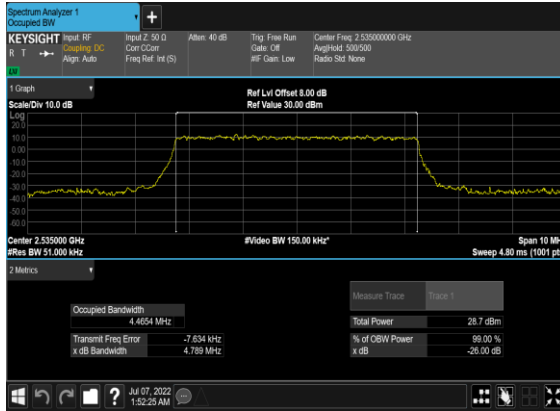 Spectrum Analyzer 1
Occupied BW
KEYSIGHT
R T
LV
Input: RF
Coupling: DC
Align: Auto
Input Z: 50 Ω
Corr CCorr
Freq Ref: Int (S)
Atten: 40 dB
Trig: Free Run
Gate: Off
#IF Gain: Low
Center Freq: 2.535000000 GHz
Avg|Hold: 500/500
Radio Std: None
1 Graph
Scale/Div 10.0 dB
Ref Lvl Offset 8.00 dB
Ref Value 30.00 dBm
Log
20.0
10.0
0.00
-10.0
-20.0
-30.0
-40.0
-50.0
-60.0
Center 2.535000 GHz
#Res BW 51.000 kHz
#Video BW 150.00 kHz*
Span 10 MH
Sweep 4.80 ms (1001 pt
2 Metrics
Measure Trace Trace 1
Occupied Bandwidth
4.4654 MHz
Total Power 28.7 dBm
Transmit Freq Error -7.634 kHz
% of OBW Power 99.00 %
x dB Bandwidth 4.789 MHz
x dB -26.00 dB
?
Jul 07, 2022
1:52:25 AM